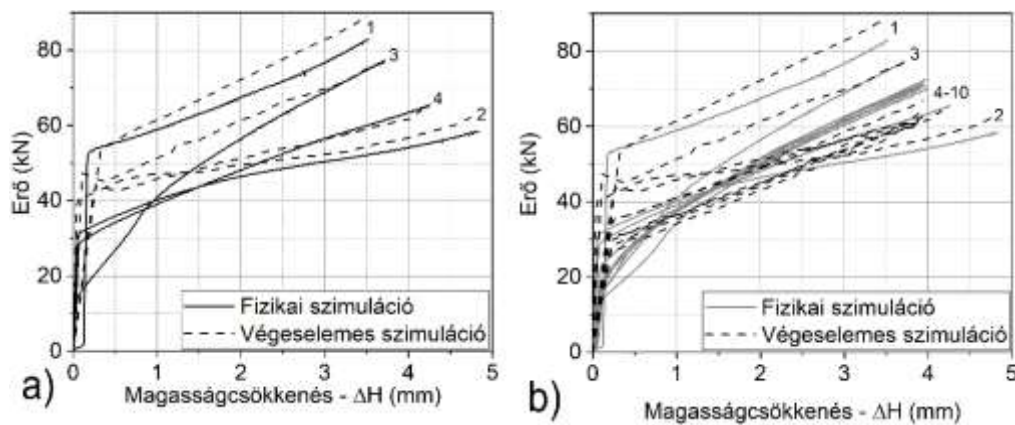 80
60
40
20
0
Erő (kN)
1
3
4
2
Fizikai szimuláció
Végeselemes szimuláció
0 1 2 3 4 5
a)
Magasságcsökkenés - ΔH (mm)
80
60
40
20
0
Erő (kN)
1
3
4-10
2
Fizikai szimuláció
Végeselemes szimuláció
0 1 2 3 4 5
b)
Magasságcsökkenés - ΔH (mm)